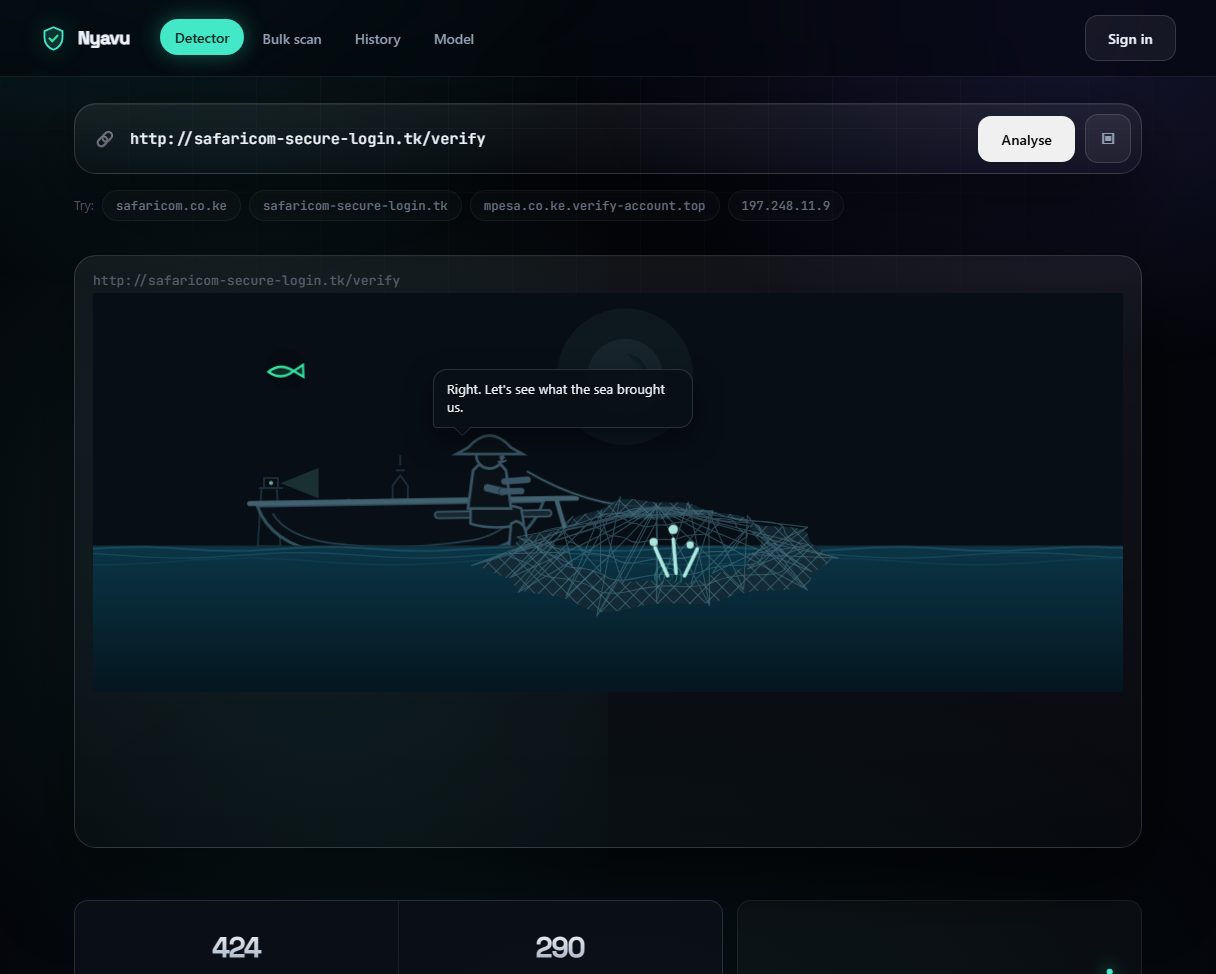 Nyavu
Detector
Bulk scan
History
Model
Sign in
http://safaricom-secure-login.tk/verify
Analyse
Try:
safaricom.co.ke
safaricom-secure-login.tk
mpesa.co.ke.verify-account.top
197.248.11.9
http://safaricom-secure-login.tk/verify
Right. Let's see what the sea brought
us.
424
290